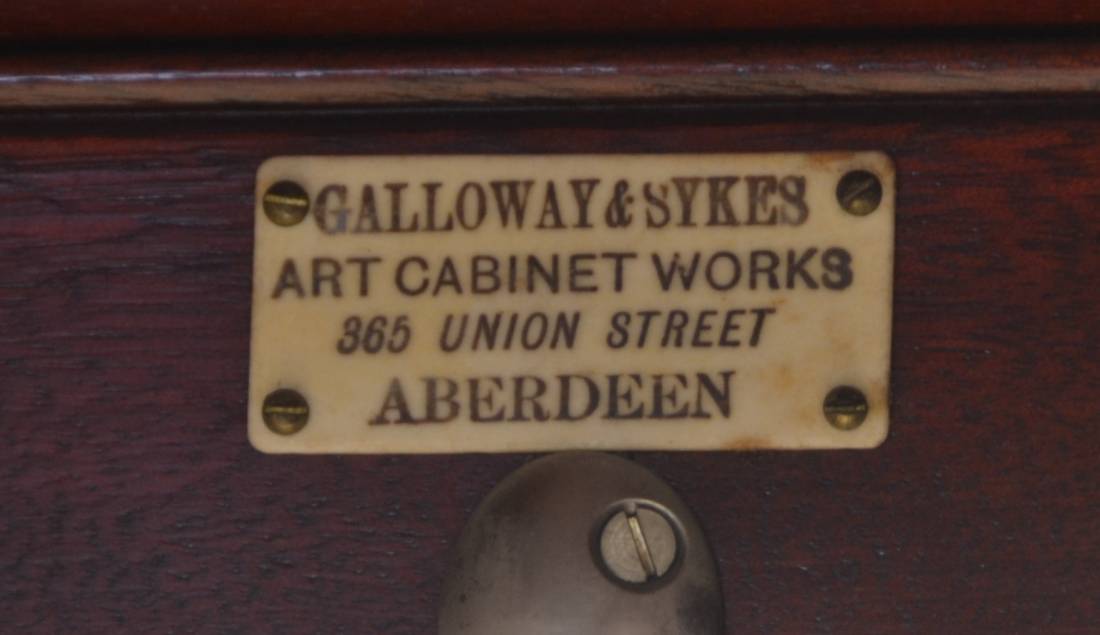 GALLOWAY & SYKES
ART CABINET WORKS
365 UNION STREET
ABERDEEN